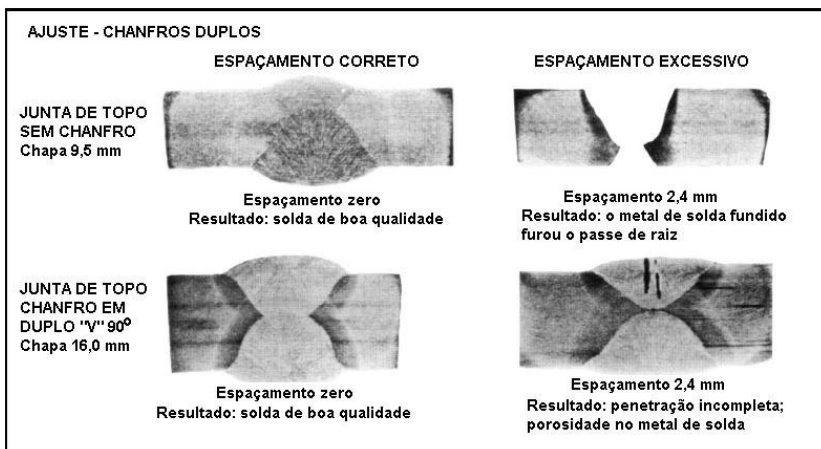 AJUSTE - CHANFROS DUPLOS
ESPAÇAMENTO CORRETO
ESPAÇAMENTO EXCESSIVO
JUNTA DE TOPO
SEM CHANFRO
Chapa 9,5 mm
Espaçamento zero
Resultado: solda de boa qualidade
Espaçamento 2,4 mm
Resultado: o metal de solda fundido
furou o passe de raiz
JUNTA DE TOPO
CHANFRO EM
DUPLO "V" 90º
Chapa 16,0 mm
Espaçamento zero
Resultado: solda de boa qualidade
Espaçamento 2,4 mm
Resultado: penetração incompleta;
porosidade no metal de solda